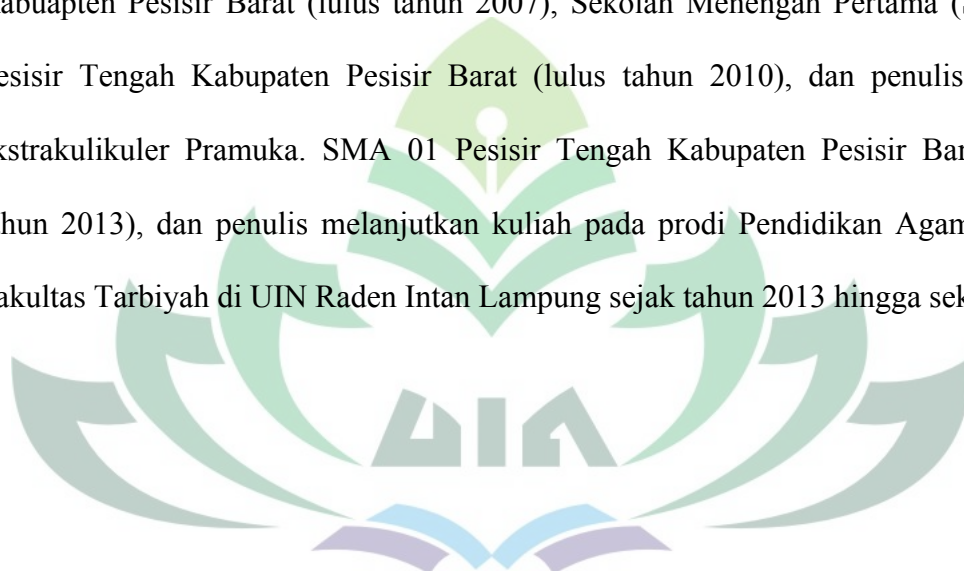 Kabuapten Pesisir Barat (lulus tahun 2007), Sekolah Menengah Pertama (
esisir Tengah Kabupaten Pesisir Barat (lulus tahun 2010), dan penulis
kstrakulikuler Pramuka. SMA 01 Pesisir Tengah Kabupaten Pesisir Bar
ahun 2013), dan penulis melanjutkan kuliah pada prodi Pendidikan Agam
akultas Tarbiyah di UIN Raden Intan Lampung sejak tahun 2013 hingga sek
UIN